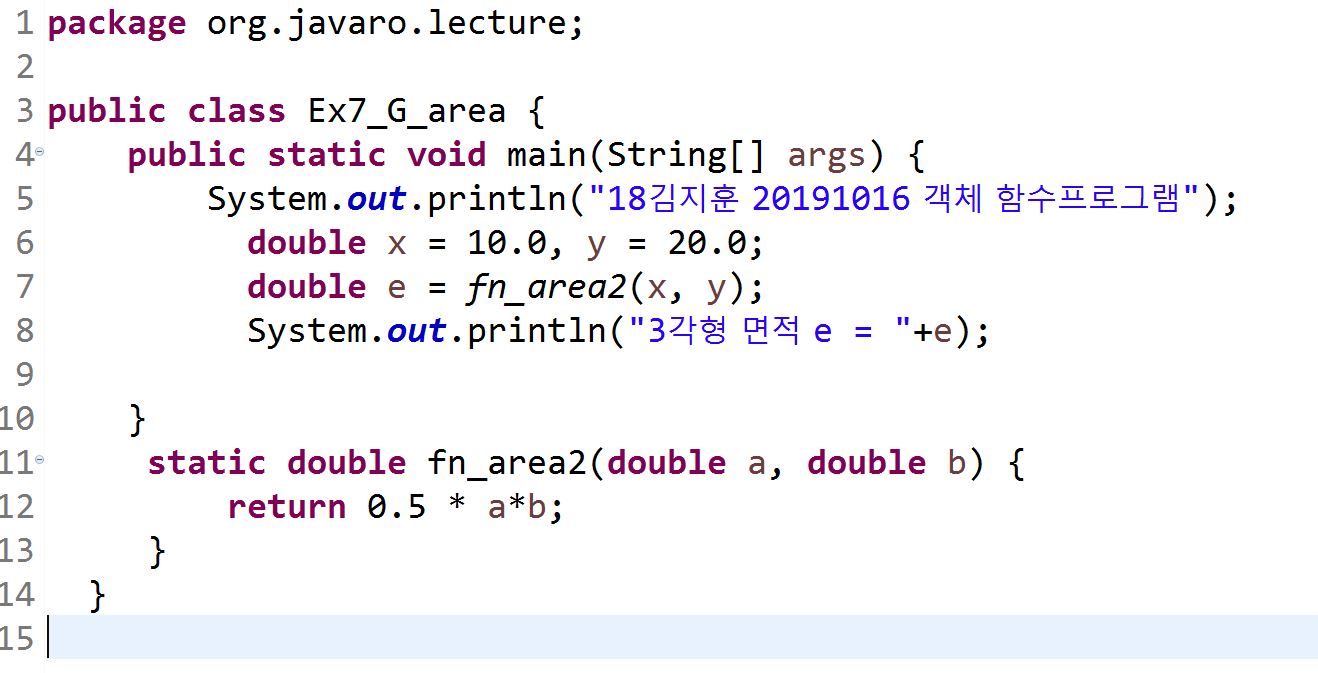 1 package org.javaro.lecture;
2
3 public class Ex7_G_area {
4 public static void main(String[] args) {
5 System.out.println("18김지훈 20191016 객체 함수프로그램");
6 double x = 10.0, y = 20.0;
7 double e = fn_area2(x, y);
8 System.out.println("3각형 면적 e = "+e);
9
10 }
11 static double fn_area2(double a, double b) {
12 return 0.5 * a*b;
13 }
14 }
15